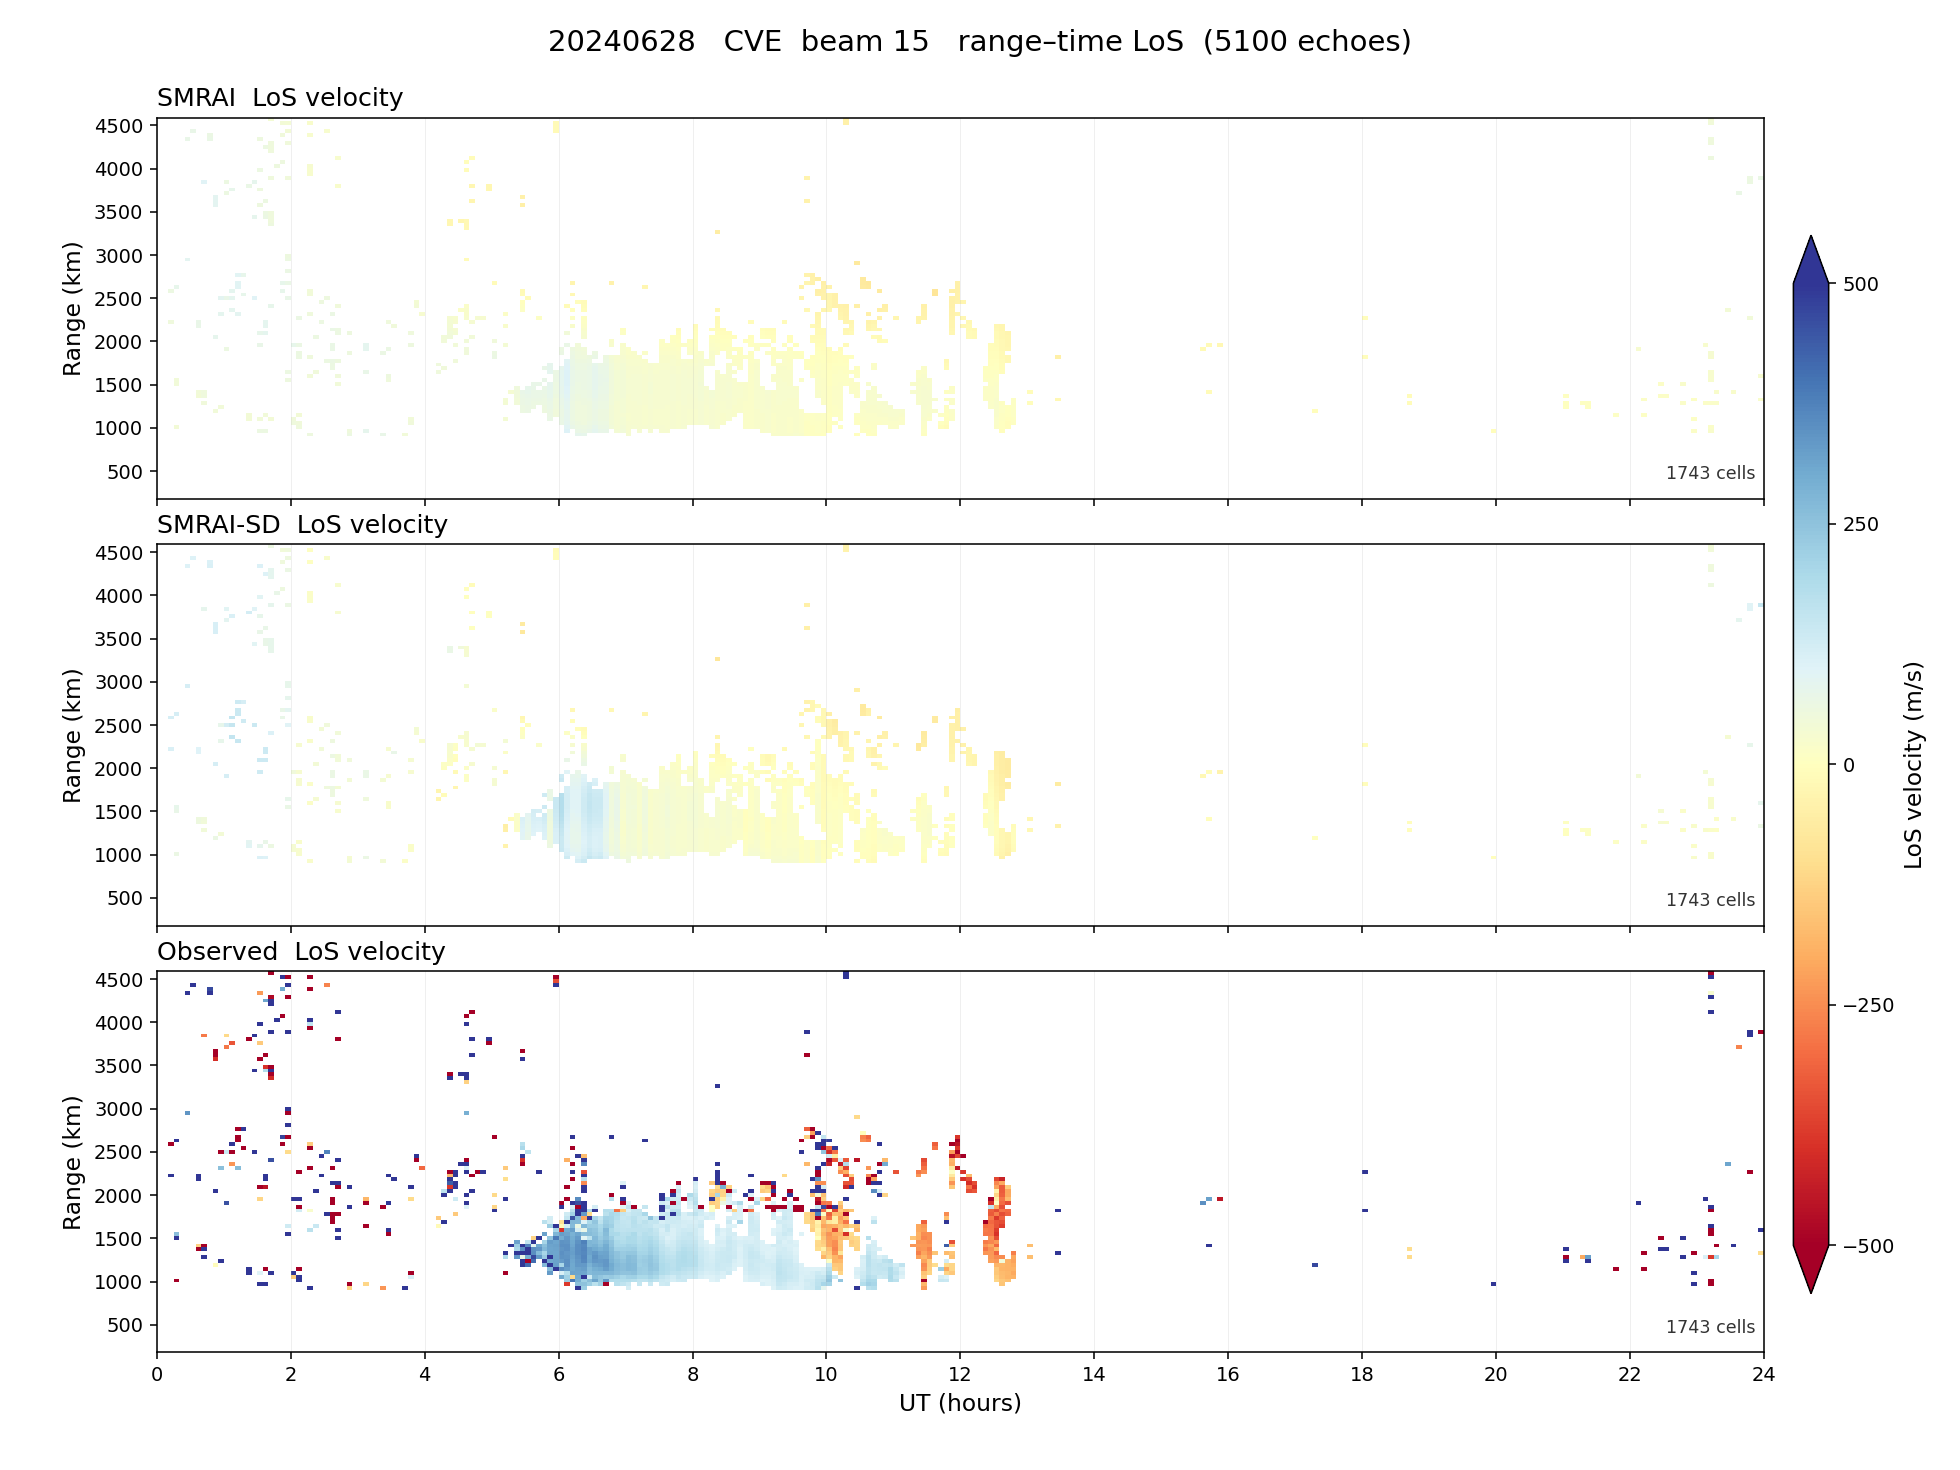 20240628   CVE  beam 15   range–time LoS  (5100 echoes)
SMRAI  LoS velocity
4500
4000
3500
3000
2500
2000
1500
1000
500
Range (km)
1743 cells
SMRAI-SD  LoS velocity
4500
4000
3500
3000
2500
2000
1500
1000
500
Range (km)
1743 cells
Observed  LoS velocity
4500
4000
3500
3000
2500
2000
1500
1000
500
Range (km)
1743 cells
0 2 4 6 8 10 12 14 16 18 20 22 24
UT (hours)
500
250
0
−250
−500
LoS velocity (m/s)